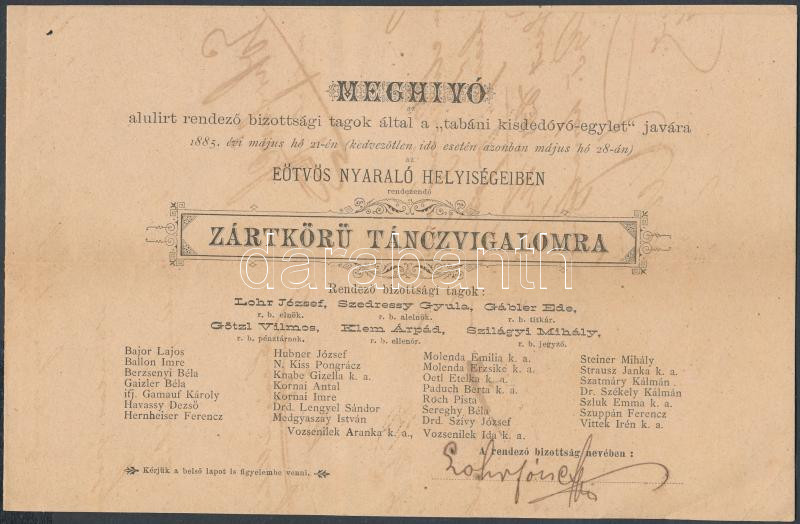 MEGHIVÓ
az
alulirt rendező bizottsági tagok által a „tabáni kisdedóvó-egylet“ javára
1885. évi május hó 21-én (kedvezőtlen idő esetén azonban május hó 28-án)
az
EÖTVÖS NYARALÓ HELYISÉGEIBEN
rendezendő
ZÁRTKÖRÜ TÁNCZVIGALOMRA
darabanth
Rendező bizottsági tagok:
Lohr József, Szedressy Gyula, Gábler Ede,
r. b. elnök. r. b. alelnök. r. b. titkár.
Götzl Vilmos, Klem Árpád, Szilágyi Mihály,
r. b. pénztárnok. r. b. ellenőr. r. b. jegyző.
Bajor Lajos
Ballon Imre
Berzsenyi Béla
Gaizler Béla
ifj. Gamauf Károly
Havassy Dezső
Hernheiser Ferencz
Hubner József
N. Kiss Pongrácz
Knabe Gizella k. a.
Kornai Antal
Kornai Imre
Drd. Lengyel Sándor
Medgyaszay István
Vozsenilek Aranka k. a.,
Molenda Emilia k. a.
Molenda Erzsike k. a.
Oetl Etelka k. a.
Paduch Berta k. a.
Roch Pista
Sereghy Béla
Drd. Szivy József
Vozsenilek Ida k. a.
Steiner Mihály
Strausz Janka k. a.
Szatmáry Kálmán.
Dr. Székely Kálmán
Szluk Emma k. a.
Szuppán Ferencz
Vittek Irén k. a.
A rendező bizottság nevében:
Lohr József
Kérjük a belső lapot is figyelembe venni.